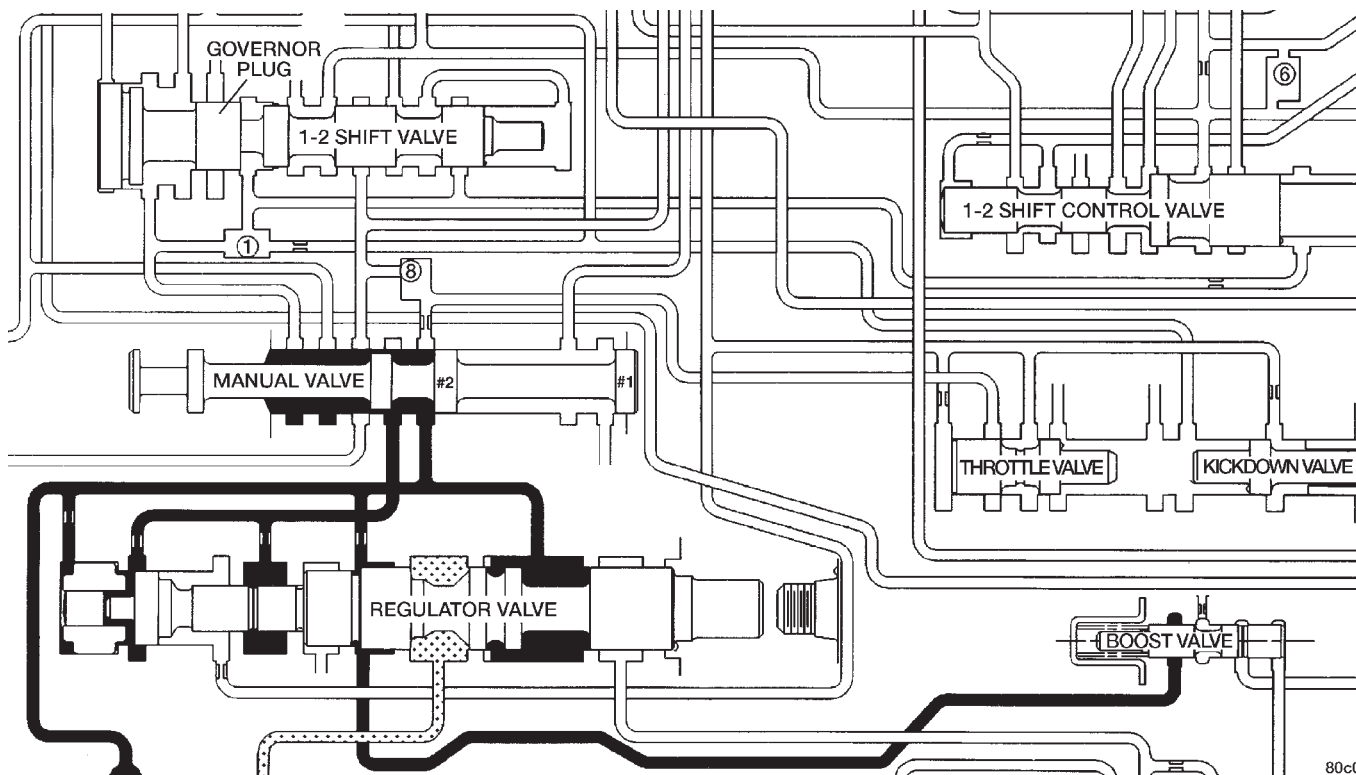 GOVERNOR
PLUG
6
1-2 SHIFT VALVE
1-2 SHIFT CONTROL VALVE
1
8
MANUAL VALVE
#2
#1
THROTTLE VALVE
KICKDOWN VALVE
REGULATOR VALVE
BOOST VALVE